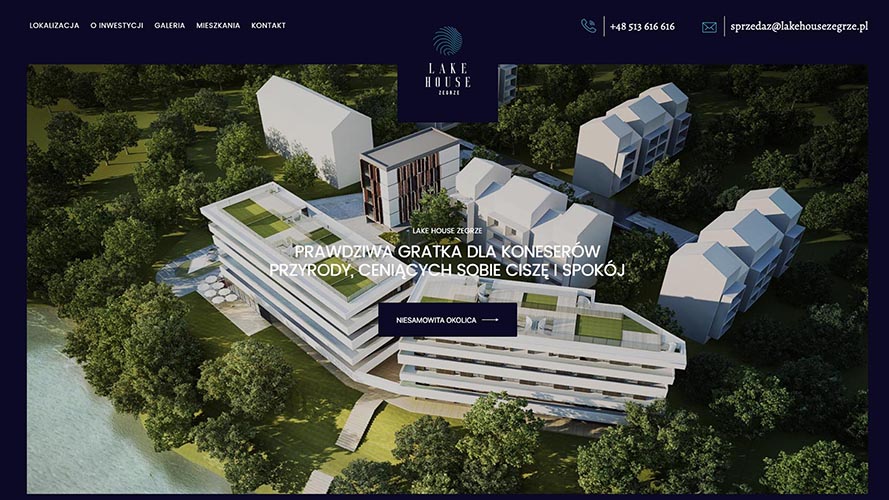 LOKALIZACJA O INWESTYCJI GALERIA MIESZKANIA KONTAKT
+48 513 616 616
sprzedaz@lakehousezegrze.pl
LAKE
HOUSE
ZEGRZE
- LAKE HOUSE ZEGRZE
PRAWDZIWA GRATKA DLA KONESERÓW
PRZYRODY, CENIĄCYCH SOBIE CISZĘ I SPOKÓJ
NIESAMOWITA OKOLICA